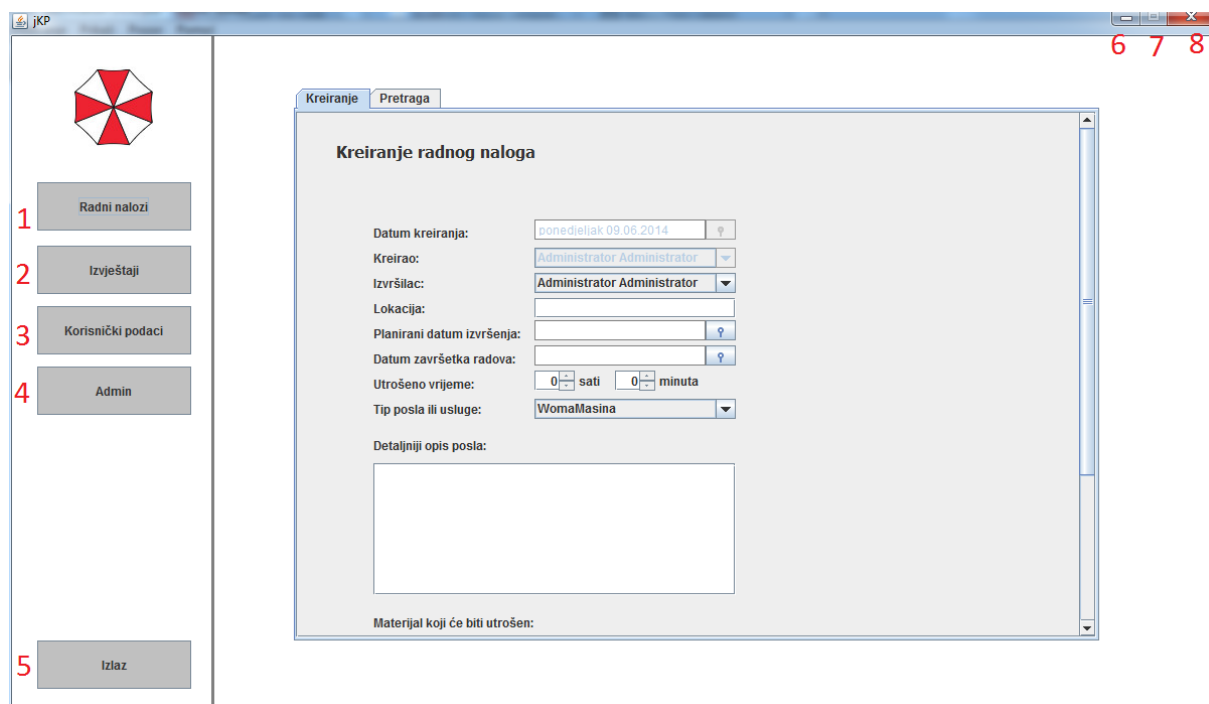 jKP
6 7 8
Kreiranje Pretraga
Kreiranje radnog naloga
1 Radni nalozi
2 Izvještaji
3 Korisnički podaci
4 Admin
5 Izlaz
Datum kreiranja: ponedjeljak 09.06.2014
Kreirao: Administrator Administrator
Izvršilac: Administrator Administrator
Lokacija:
Planirani datum izvršenja:
Datum završetka radova:
Utrošeno vrijeme: 0 sati 0 minuta
Tip posla ili usluge: WomaMasina
Detaljniji opis posla:
Materijal koji će biti utrošen: